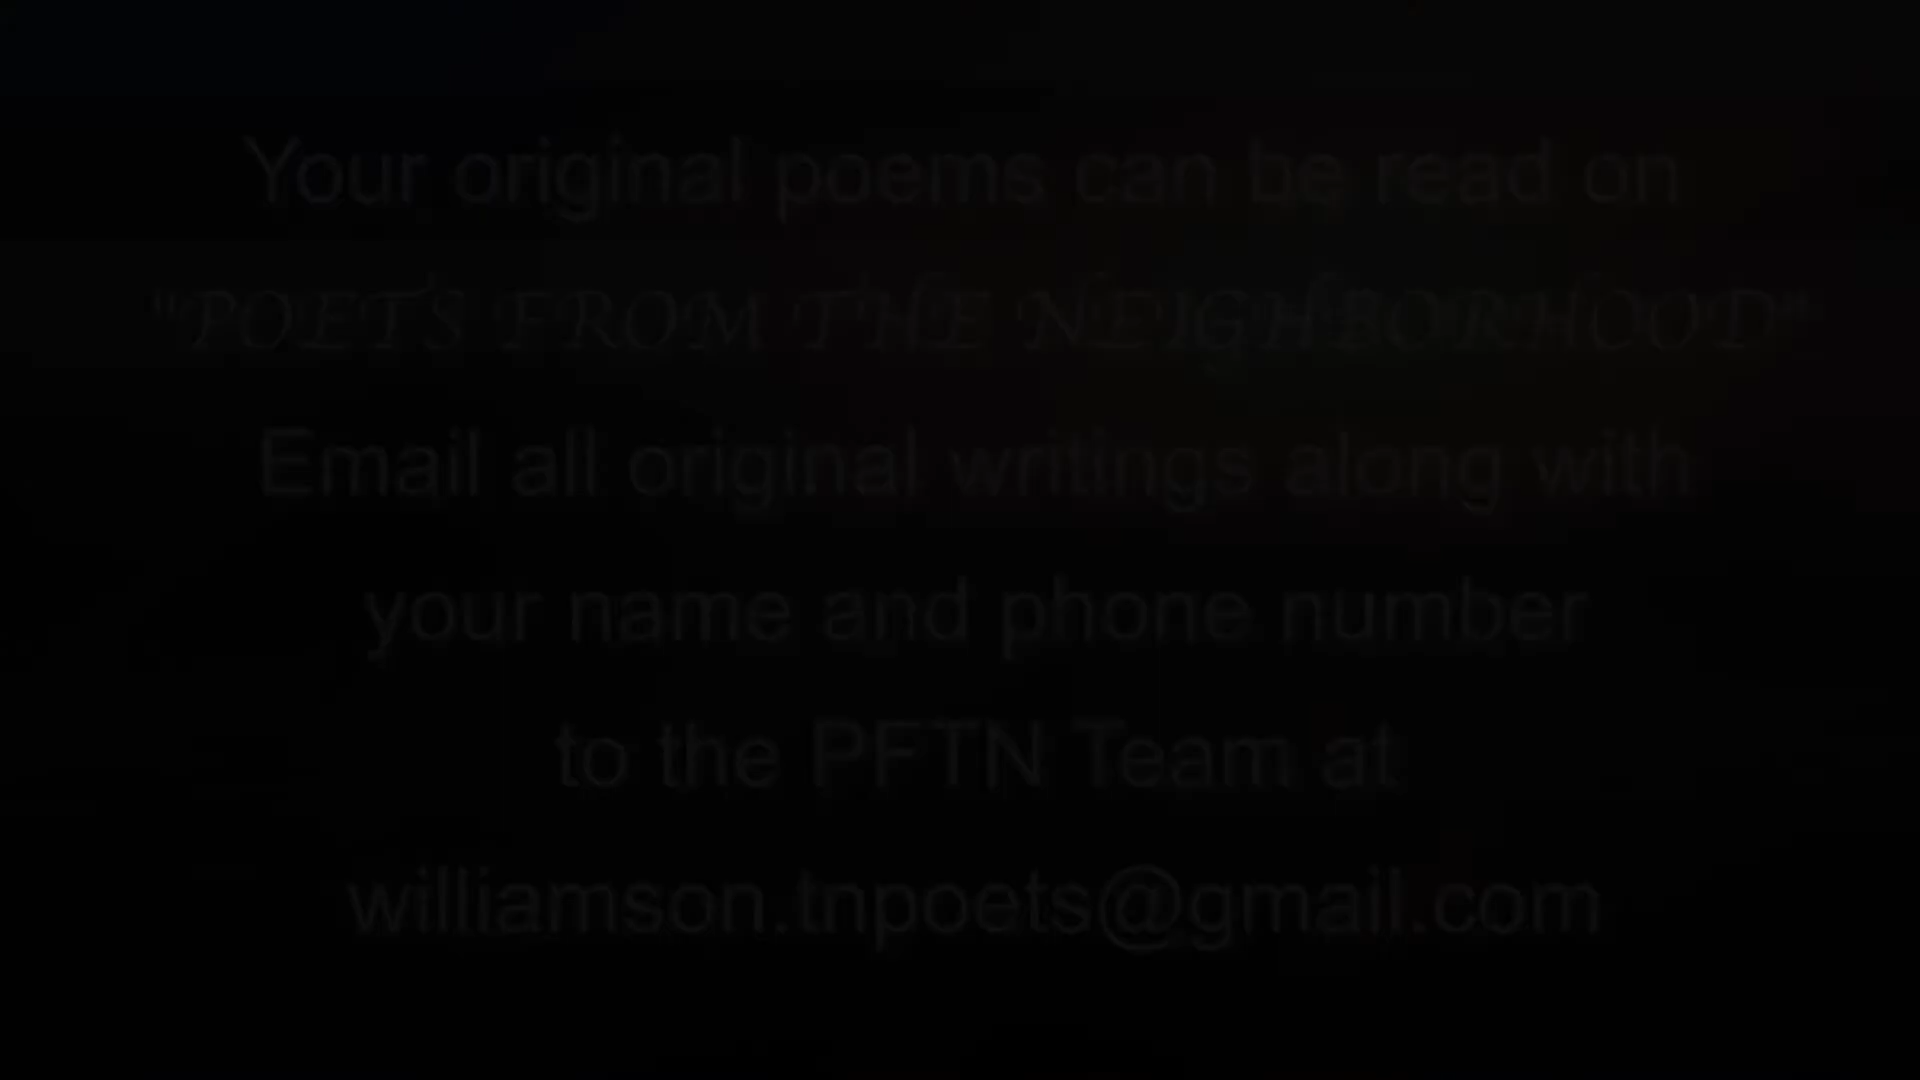 Your original poems can be read on
"POETS FROM THE NEIGHBORHOOD"
Email all original writings along with
your name and phone number
to the PFTN Team at
williamson.tnpoets@gmail.com